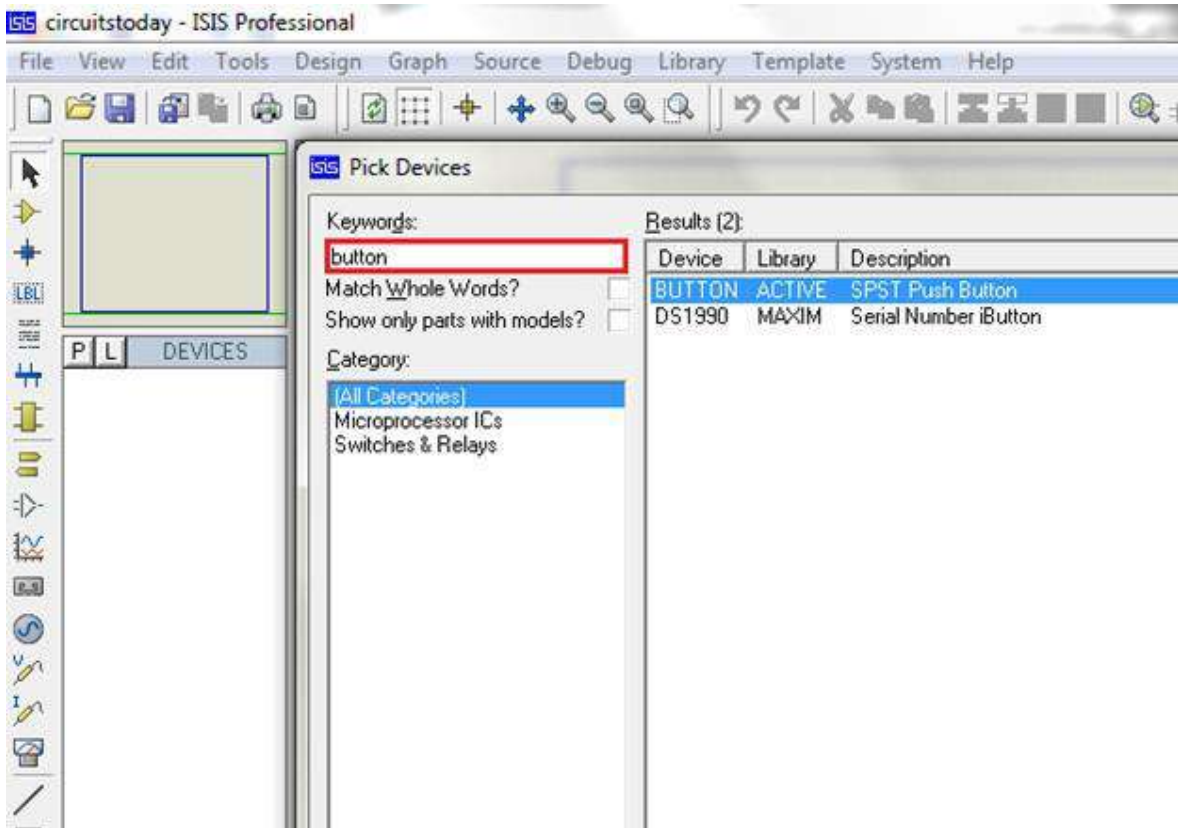 isis circuitstoday - ISIS Professional
File View Edit Tools Design Graph Source Debug Library Template System Help
isis Pick Devices
Keywords:
button
Match Whole Words?
Show only parts with models?
Category:
(All Categories)
Microprocessor ICs
Switches & Relays
Results (2):
Device Library Description
BUTTON ACTIVE SPST Push Button
DS1990 MAXIM Serial Number iButton
LBL
P L DEVICES
V
I